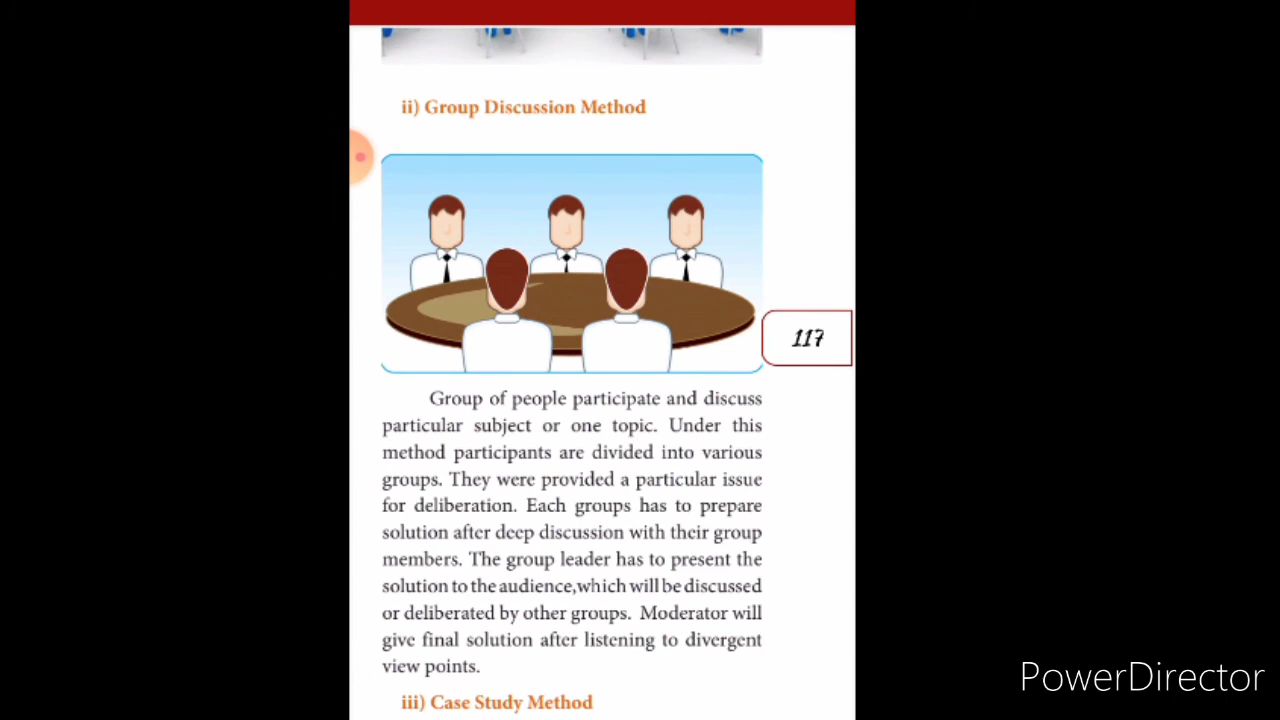 ii) Group Discussion Method
117
Group of people participate and discuss
particular subject or one topic. Under this
method participants are divided into various
groups. They were provided a particular issue
for deliberation. Each groups has to prepare
solution after deep discussion with their group
members. The group leader has to present the
solution to the audience,which will be discussed
or deliberated by other groups. Moderator will
give final solution after listening to divergent
view points.
iii) Case Study Method
PowerDirector